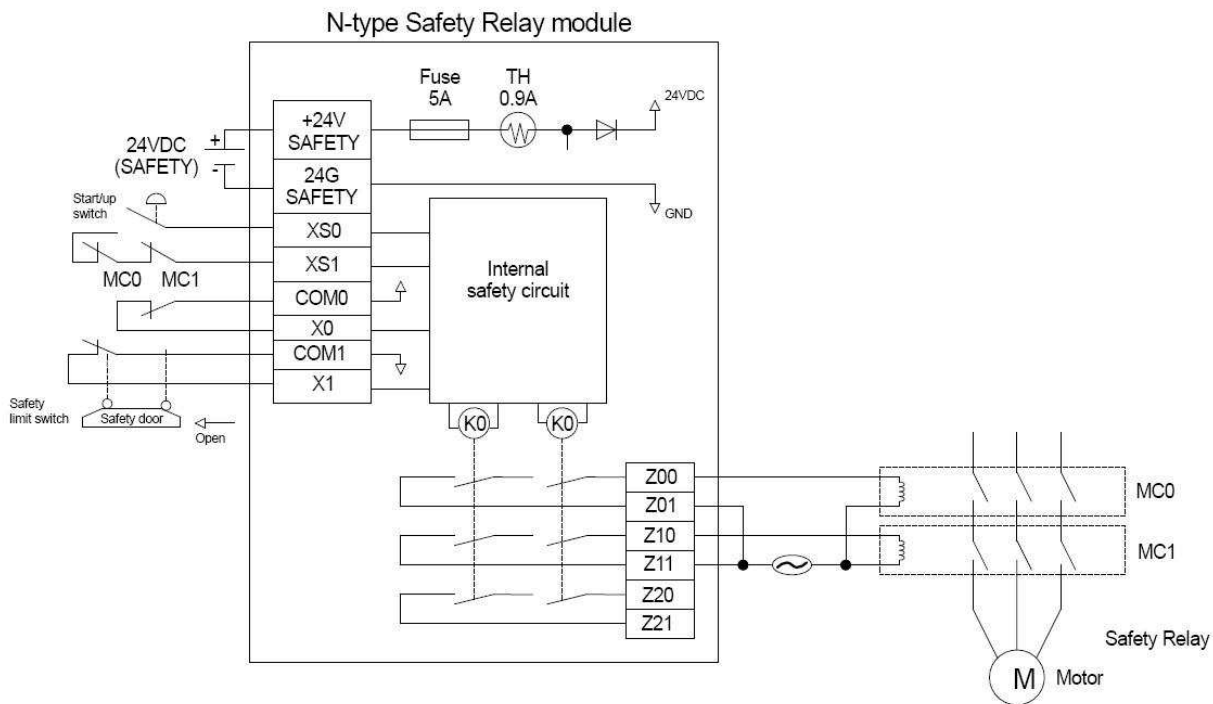 N-type Safety Relay module
Fuse
5A
TH
0.9A
24VDC
+24V
SAFETY
24VDC
(SAFETY)
+
-
24G
SAFETY
GND
Start/up
switch
XS0
XS1
MC0 MC1
COM0
X0
COM1
X1
Internal
safety circuit
Safety
limit switch
Safety door
Open
K0
K0
Z00
Z01
Z10
Z11
Z20
Z21
MC0
MC1
Safety Relay
M
Motor